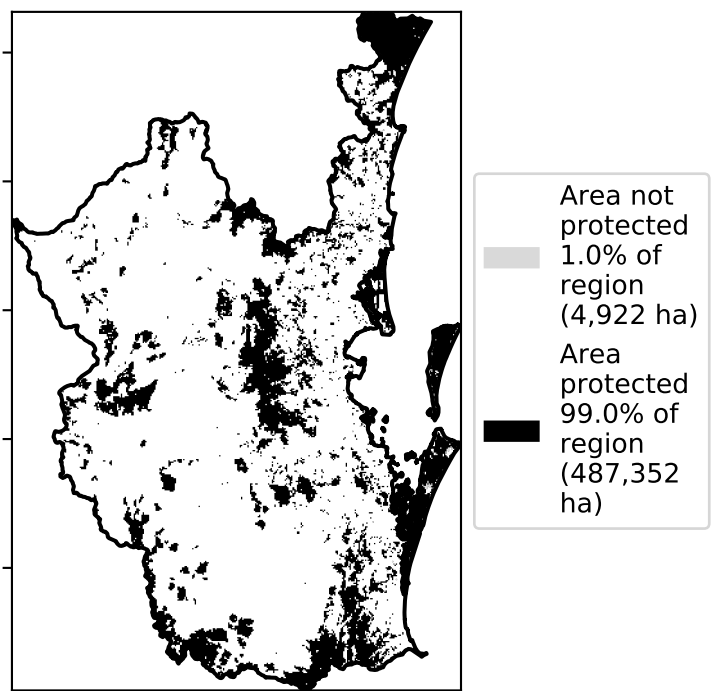 Area not
protected
1.0% of
region
(4,922 ha)
Area
protected
99.0% of
region
(487,352
ha)